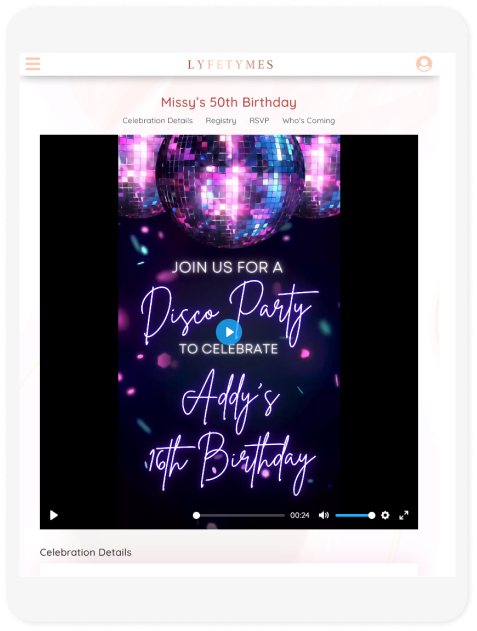 LYFETYMES
Missy's 50th Birthday
Celebration Details Registry RSVP Who's Coming
JOIN US FOR A
Disco Party
TO CELEBRATE
Addy's
16th Birthday
00:24
Celebration Details